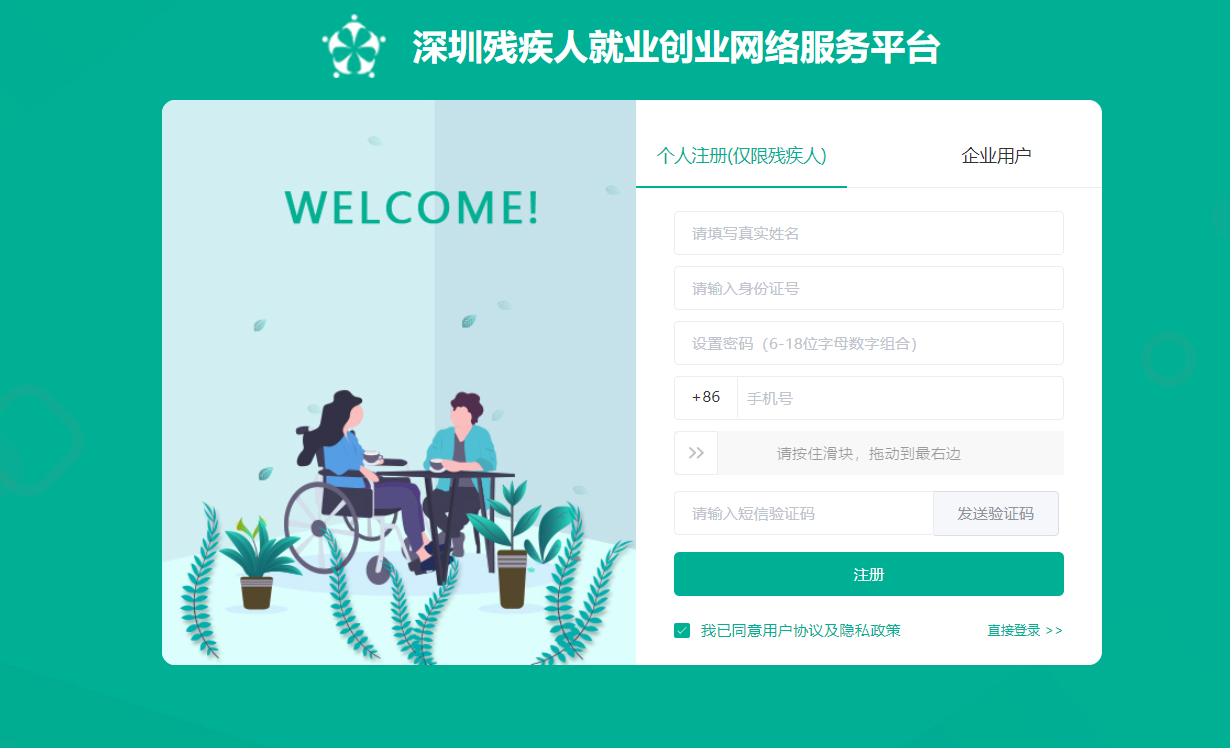 深圳残疾人就业创业网络服务平台
WELCOME!
个人注册(仅限残疾人)
企业用户
请填写真实姓名
请输入身份证号
设置密码（6-18位字母数字组合）
+86 手机号
>> 请按住滑块，拖动到最右边
请输入短信验证码 发送验证码
注册
我已同意用户协议及隐私政策 直接登录 >>